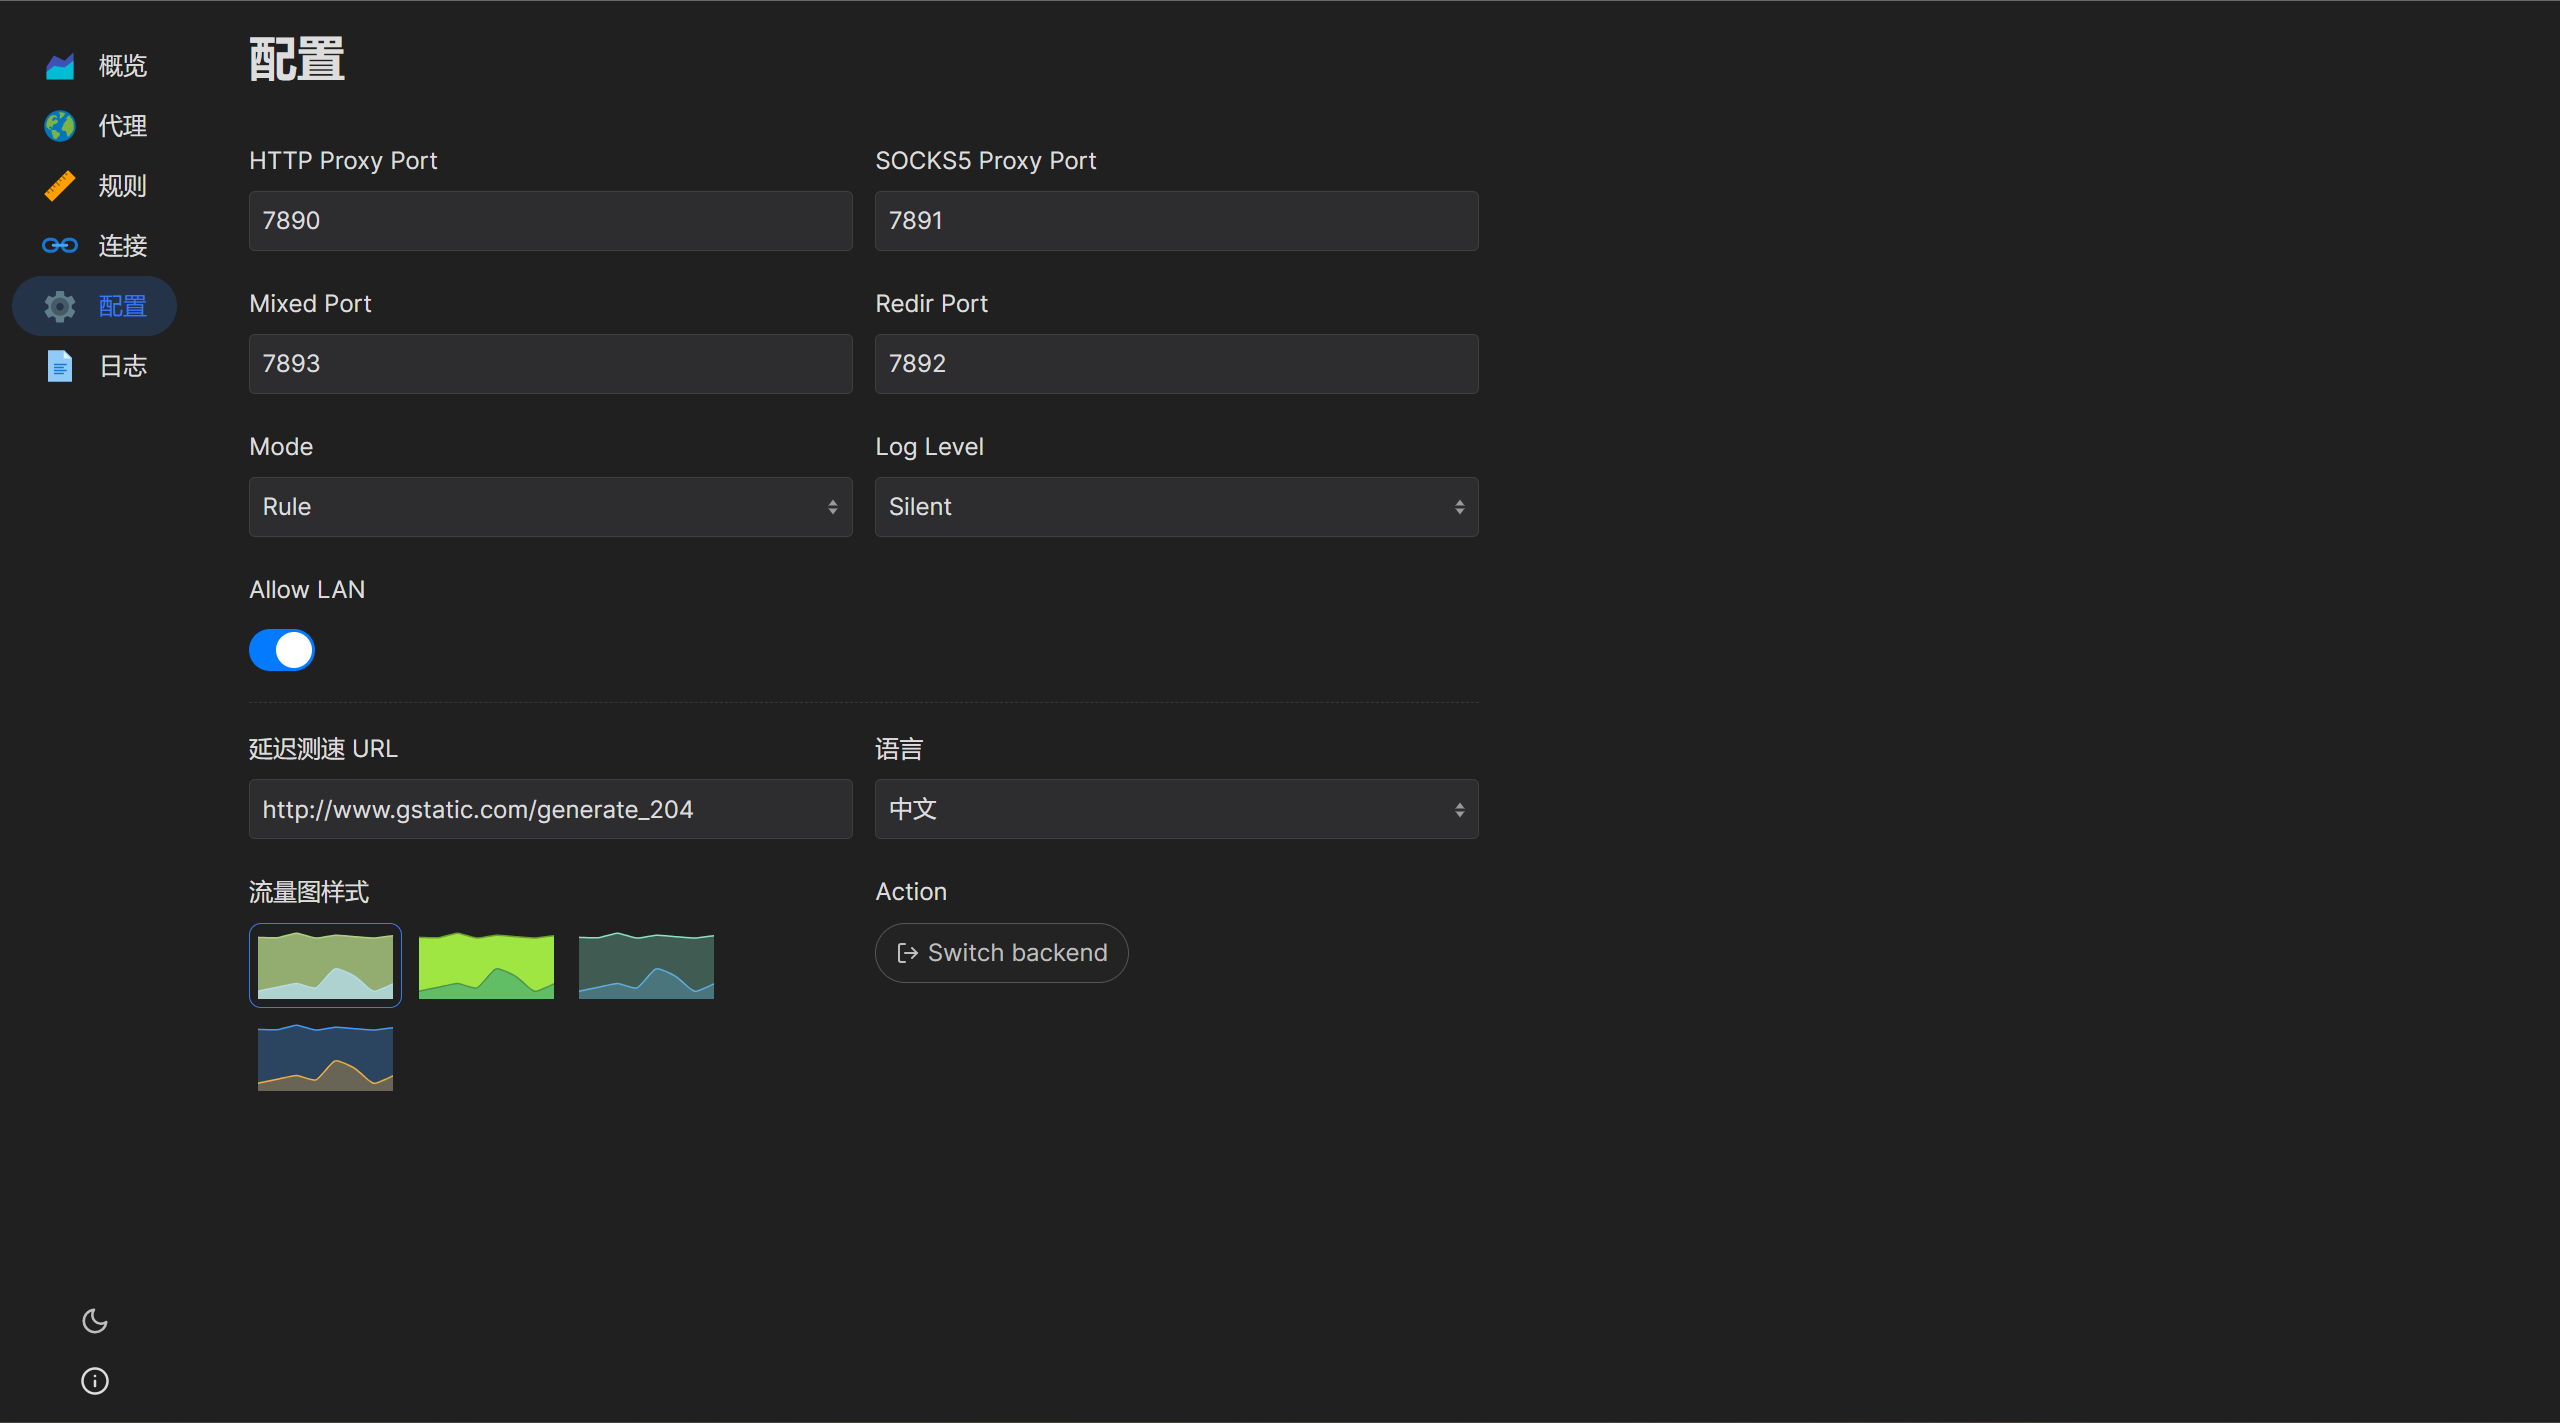 概览
代理
规则
连接
配置
日志
配置
HTTP Proxy Port
7890
SOCKS5 Proxy Port
7891
Mixed Port
7893
Redir Port
7892
Mode
Rule
Log Level
Silent
Allow LAN
延迟测速 URL
http://www.gstatic.com/generate_204
语言
中文
流量图样式
Action
Switch backend